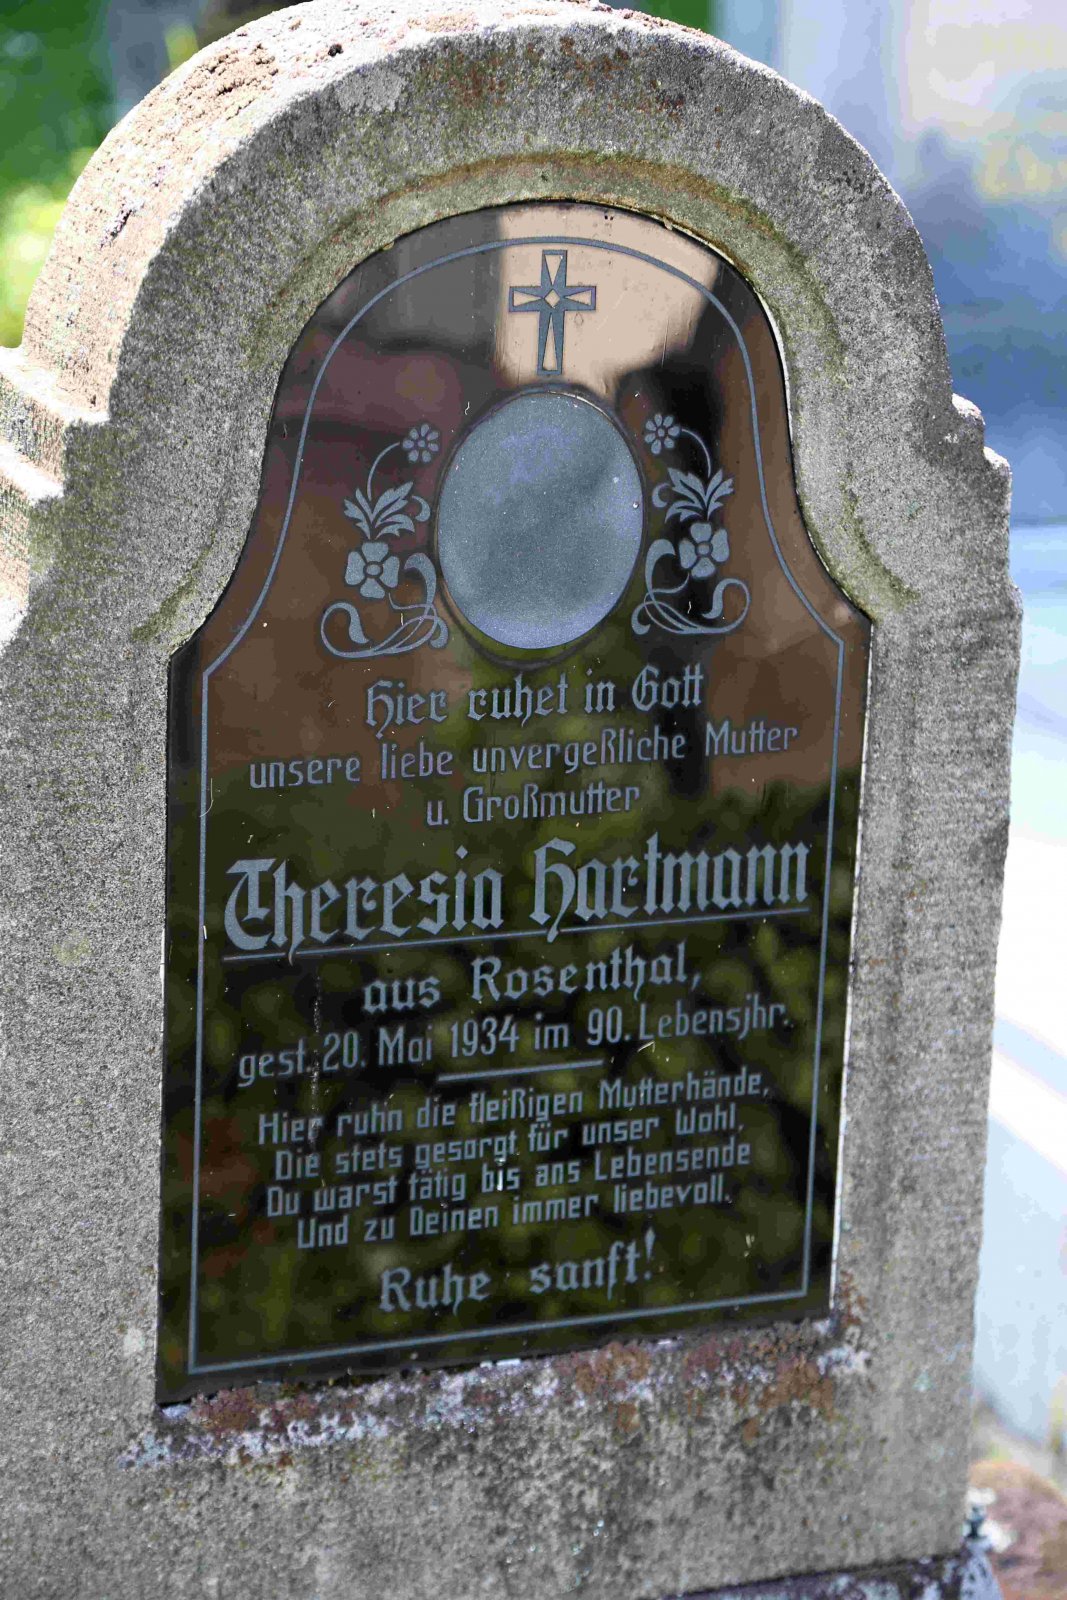 Hier ruhet in Gott
unsere liebe unvergeßliche Mutter
u. Großmutter
Theresia Hartmann
aus Rosenthal,
gest. 20. Mai 1934 im 90. Lebensjhr.
Hier ruhn die fleißigen Mutterhände,
Die stets gesorgt für unser Wohl,
Du warst tätig bis ans Lebensende
Und zu Deinen immer liebevoll.
Ruhe sanft!